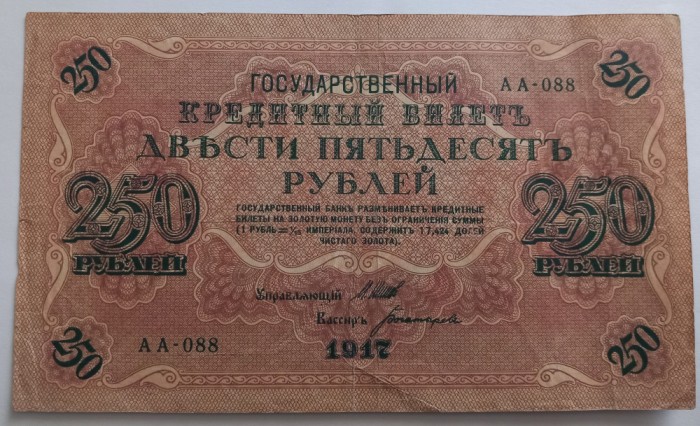 250 250
ГОСУДАРСТВЕННЫЙ АА-088
КРЕДИТНЫЙ БИЛЕТЪ
ДВѢСТИ ПЯТЬДЕСЯТЪ
РУБЛЕЙ
250 РУБЛЕЙ
250 РУБЛЕЙ
ГОСУДАРСТВЕННЫЙ БАНКЪ РАЗМѢНИВАЕТЪ КРЕДИТНЫЕ
БИЛЕТЫ НА ЗОЛОТУЮ МОНЕТУ БЕЗЪ ОГРАНИЧЕНІЯ СУММЫ
(1 РУБЛЬ = 1/15 ИМПЕРІАЛА, СОДЕРЖИТЪ 17,424 ДОЛЕЙ
ЧИСТАГО ЗОЛОТА).
Управляющій
Кассиръ
АА-088 1917
250 250